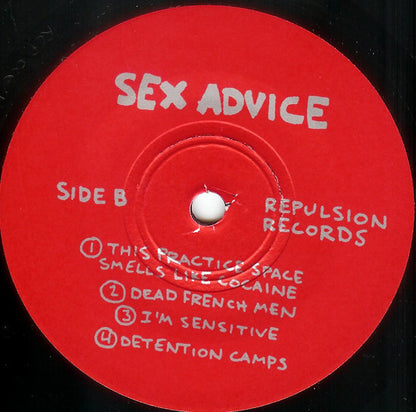 SEX ADVICE
SIDE B
REPULSION
RECORDS
① THIS PRACTICE SPACE
SMELLS LIKE COCAINE
② DEAD FRENCH MEN
③ I'M SENSITIVE
④ DETENTION CAMPS